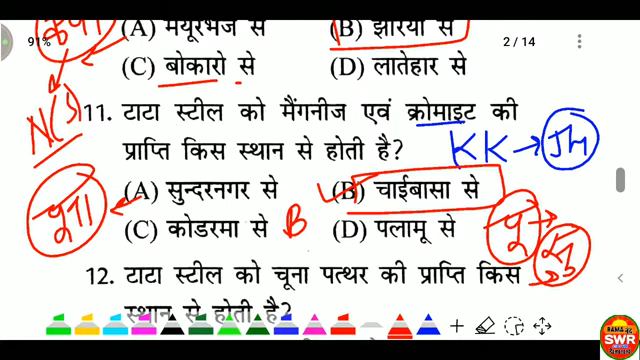 91%
2/14
(A) मयूरभंज से (B) झरिया से
(C) बोकारो से (D) लातेहार से
11. टाटा स्टील को मैंगनीज एवं क्रोमाइट की
प्राप्ति किस स्थान से होती है? KK →
(A) सुन्दरनगर से (B) चाईबासा से
(C) कोडरमा से B (D) पलामू से
12. टाटा स्टील को चूना पत्थर की प्राप्ति किस
स्थान से होती है?
SWR